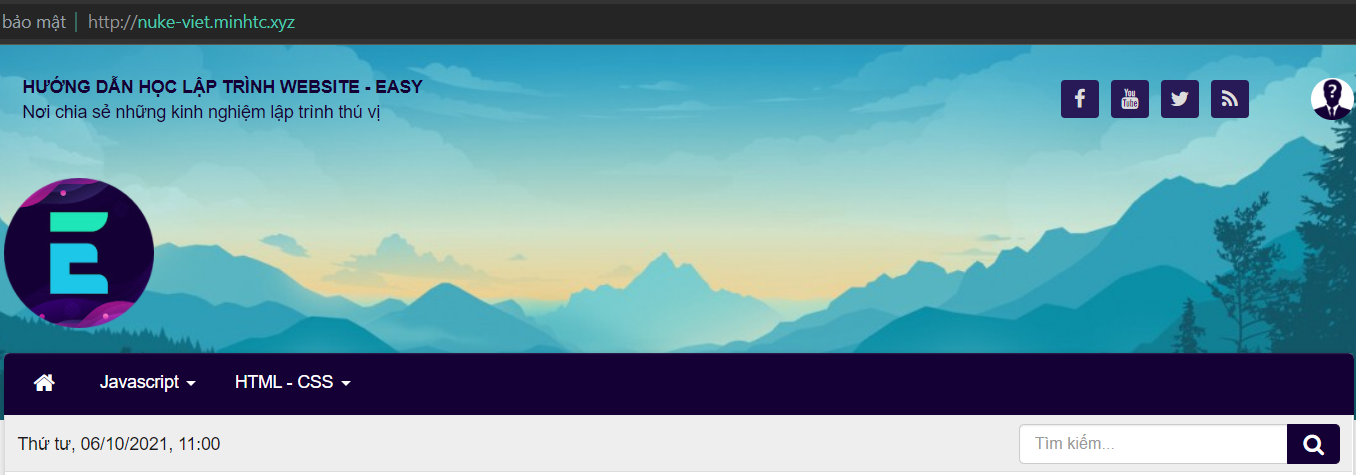 bảo mật | http://nuke-viet.minhtc.xyz
HƯỚNG DẪN HỌC LẬP TRÌNH WEBSITE - EASY
Nơi chia sẻ những kinh nghiệm lập trình thú vị
You
Tube
E
Javascript
HTML - CSS
Thứ tư, 06/10/2021, 11:00
Tìm kiếm...